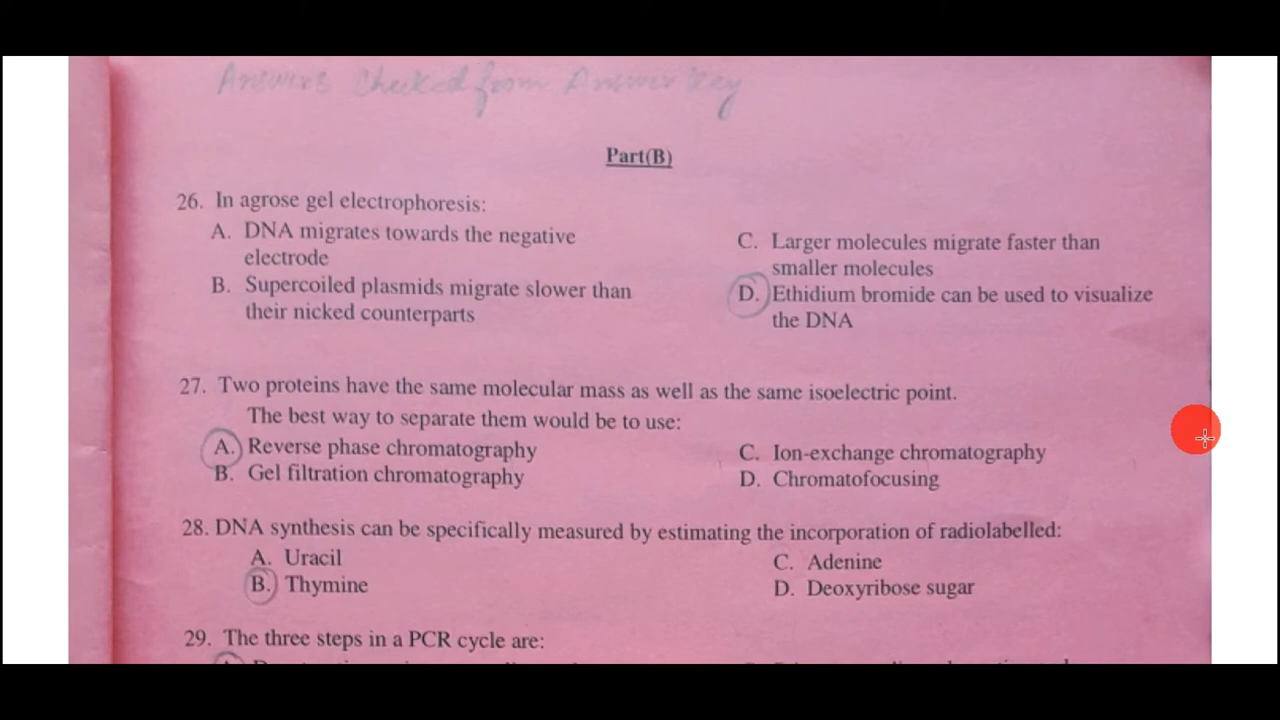 Answers Checked from Answer key
Part(B)
26. In agrose gel electrophoresis:
A. DNA migrates towards the negative
electrode
B. Supercoiled plasmids migrate slower than
their nicked counterparts
C. Larger molecules migrate faster than
smaller molecules
D. Ethidium bromide can be used to visualize
the DNA
27. Two proteins have the same molecular mass as well as the same isoelectric point.
The best way to separate them would be to use:
A. Reverse phase chromatography
B. Gel filtration chromatography
C. Ion-exchange chromatography
D. Chromatofocusing
28. DNA synthesis can be specifically measured by estimating the incorporation of radiolabelled:
A. Uracil
B. Thymine
C. Adenine
D. Deoxyribose sugar
29. The three steps in a PCR cycle are: